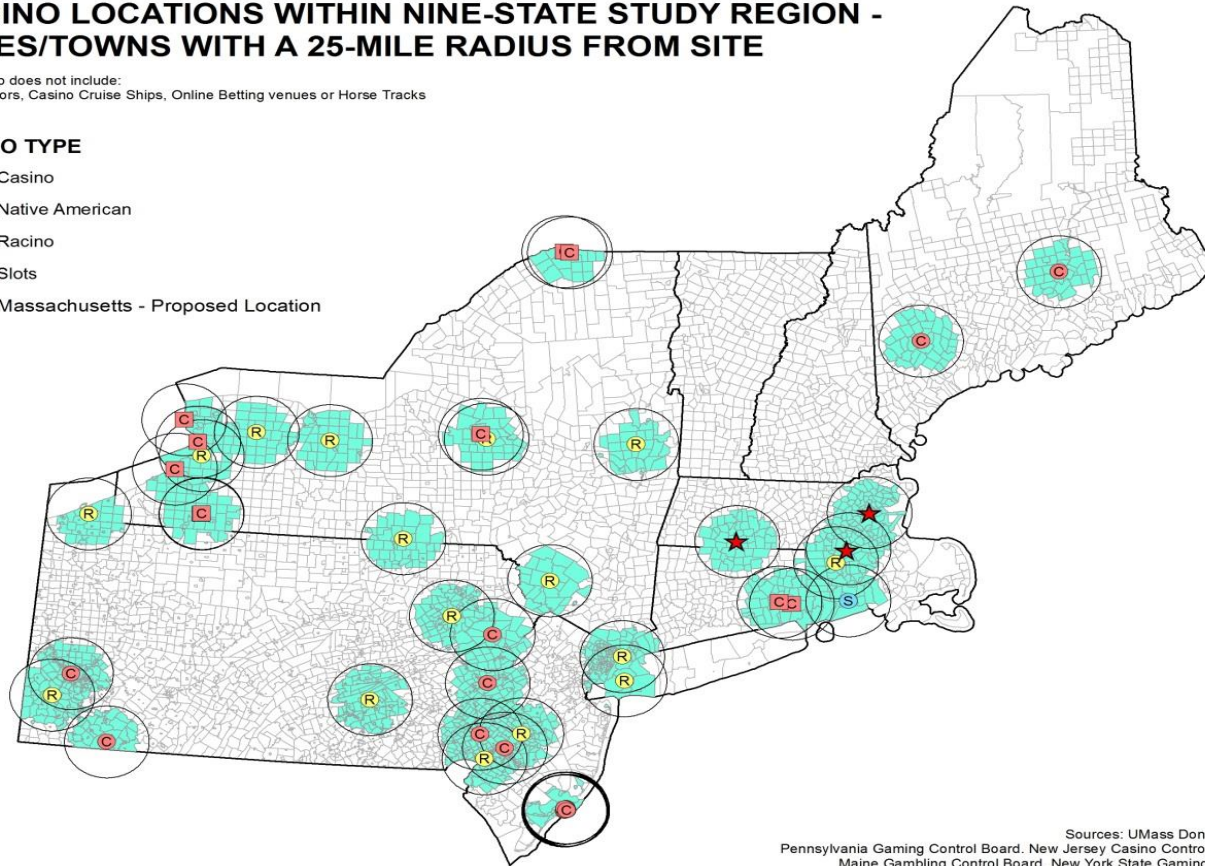 INO LOCATIONS WITHIN NINE-STATE STUDY REGION -
ES/TOWNS WITH A 25-MILE RADIUS FROM SITE
o does not include:
ors, Casino Cruise Ships, Online Betting venues or Horse Tracks
O TYPE
Casino
Native American
Racino
Slots
Massachusetts - Proposed Location
C
C
C
C
C
R
R
R
C
R
C
R
C
R
R
R
R
C
C
S
R
C
R
C
C
R
R
R
C
R
C
R
C
C
Sources: UMass Don
Pennsylvania Gaming Control Board. New Jersey Casino Contro
Maine Gambling Control Board. New York State Gaming